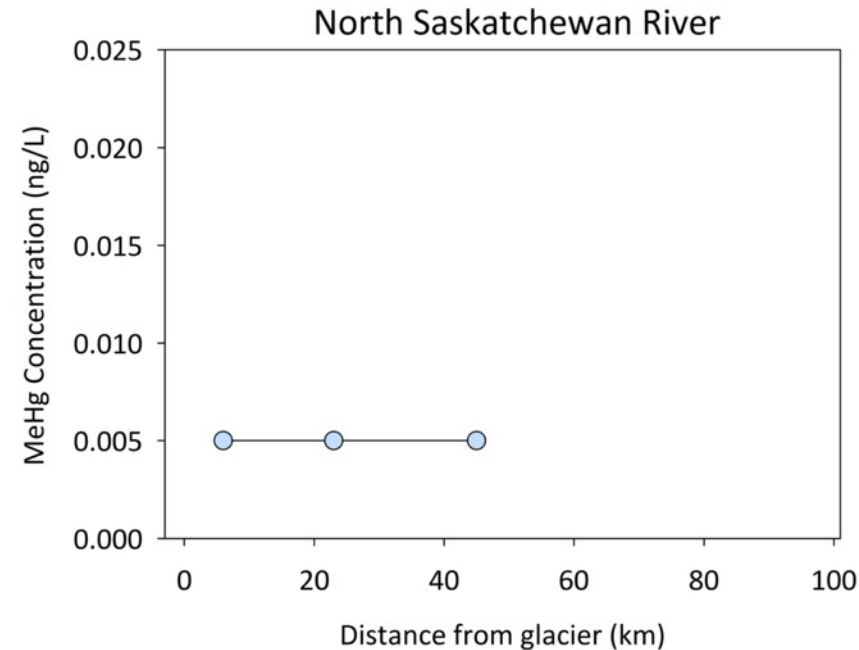 North Saskatchewan River
0.025
0.020
0.015
0.010
0.005
0.000
MeHg Concentration (ng/L)
0 20 40 60 80 100
Distance from glacier (km)